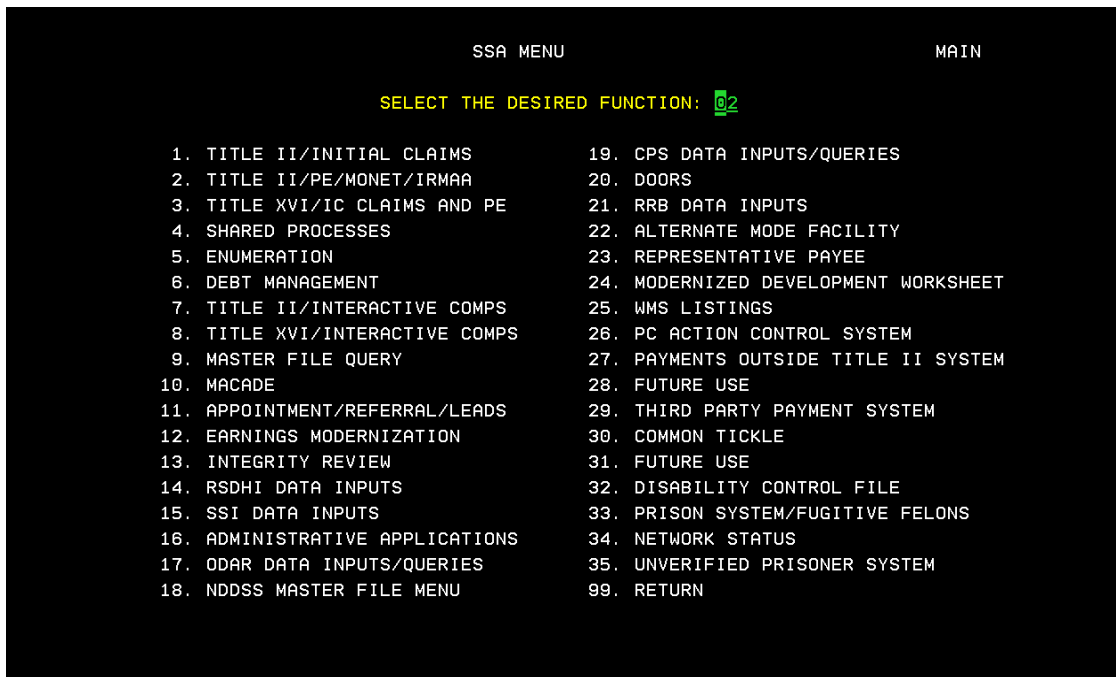 SSA MENU MAIN
SELECT THE DESIRED FUNCTION: 02
1. TITLE II/INITIAL CLAIMS 19. CPS DATA INPUTS/QUERIES
2. TITLE II/PE/MONET/IRMAA 20. DOORS
3. TITLE XVI/IC CLAIMS AND PE 21. RRB DATA INPUTS
4. SHARED PROCESSES 22. ALTERNATE MODE FACILITY
5. ENUMERATION 23. REPRESENTATIVE PAYEE
6. DEBT MANAGEMENT 24. MODERNIZED DEVELOPMENT WORKSHEET
7. TITLE II/INTERACTIVE COMPS 25. WMS LISTINGS
8. TITLE XVI/INTERACTIVE COMPS 26. PC ACTION CONTROL SYSTEM
9. MASTER FILE QUERY 27. PAYMENTS OUTSIDE TITLE II SYSTEM
10. MACADE 28. FUTURE USE
11. APPOINTMENT/REFERRAL/LEADS 29. THIRD PARTY PAYMENT SYSTEM
12. EARNINGS MODERNIZATION 30. COMMON TICKLE
13. INTEGRITY REVIEW 31. FUTURE USE
14. RSDHI DATA INPUTS 32. DISABILITY CONTROL FILE
15. SSI DATA INPUTS 33. PRISON SYSTEM/FUGITIVE FELONS
16. ADMINISTRATIVE APPLICATIONS 34. NETWORK STATUS
17. ODAR DATA INPUTS/QUERIES 35. UNVERIFIED PRISONER SYSTEM
18. NDDSS MASTER FILE MENU 99. RETURN